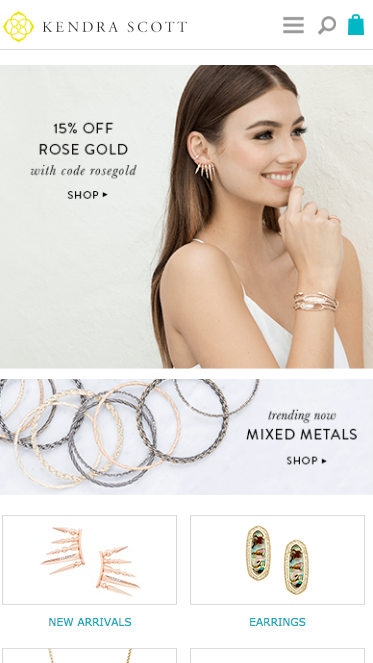 KENDRA SCOTT
15% OFF
ROSE GOLD
with code rosegold
SHOP ▸
trending now
MIXED METALS
SHOP ▸
NEW ARRIVALS
EARRINGS